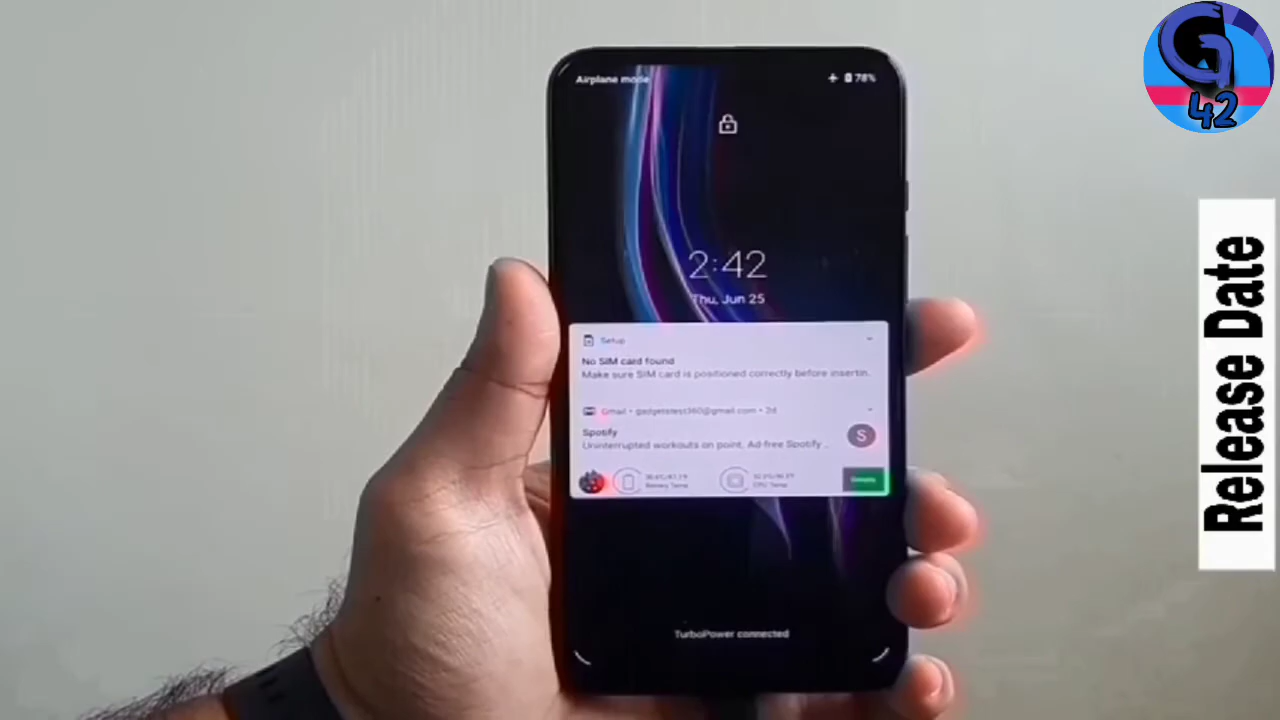 Airplane mode
78%
2:42
Thu, Jun 25
Setup
No SIM card found
Make sure SIM card is positioned correctly before insertin.
Gmail • gadgetstest360@gmail.com • 2d
Spotify
Uninterrupted workouts on point, Ad-free Spotify ...
S
Battery Temp
CPU Temp
Details
TurboPower connected
G
42
Release Date